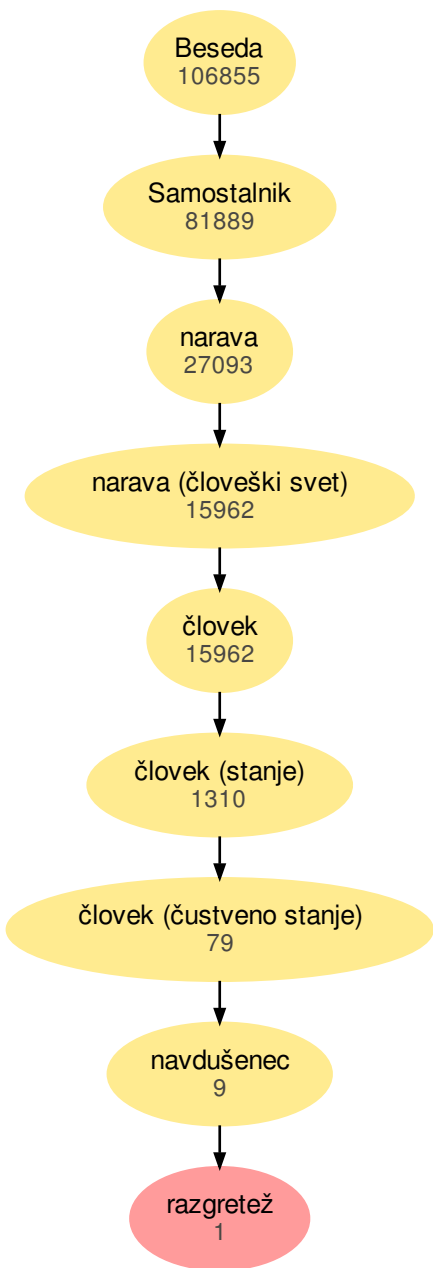 Beseda
106855
Samostalnik
81889
narava
27093
narava (človeški svet)
15962
človek
15962
človek (stanje)
1310
človek (čustveno stanje)
79
navdušenec
9
razgretež
1